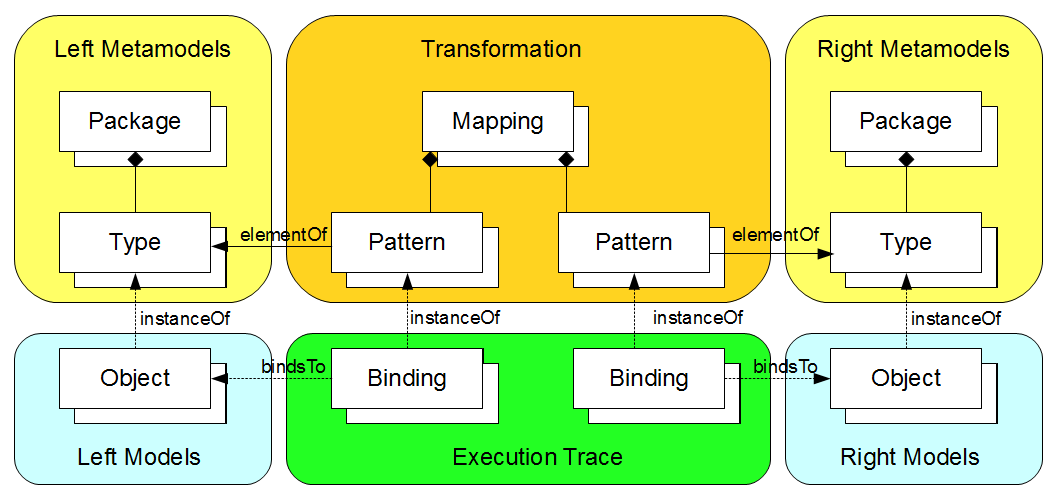 Left Metamodels
Transformation
Right Metamodels
Package
Mapping
Package
Type
elementOf
Pattern
Pattern
elementOf
Type
instanceOf
instanceOf
instanceOf
instanceOf
Object
bindsTo
Binding
Binding
bindsTo
Object
Left Models
Execution Trace
Right Models